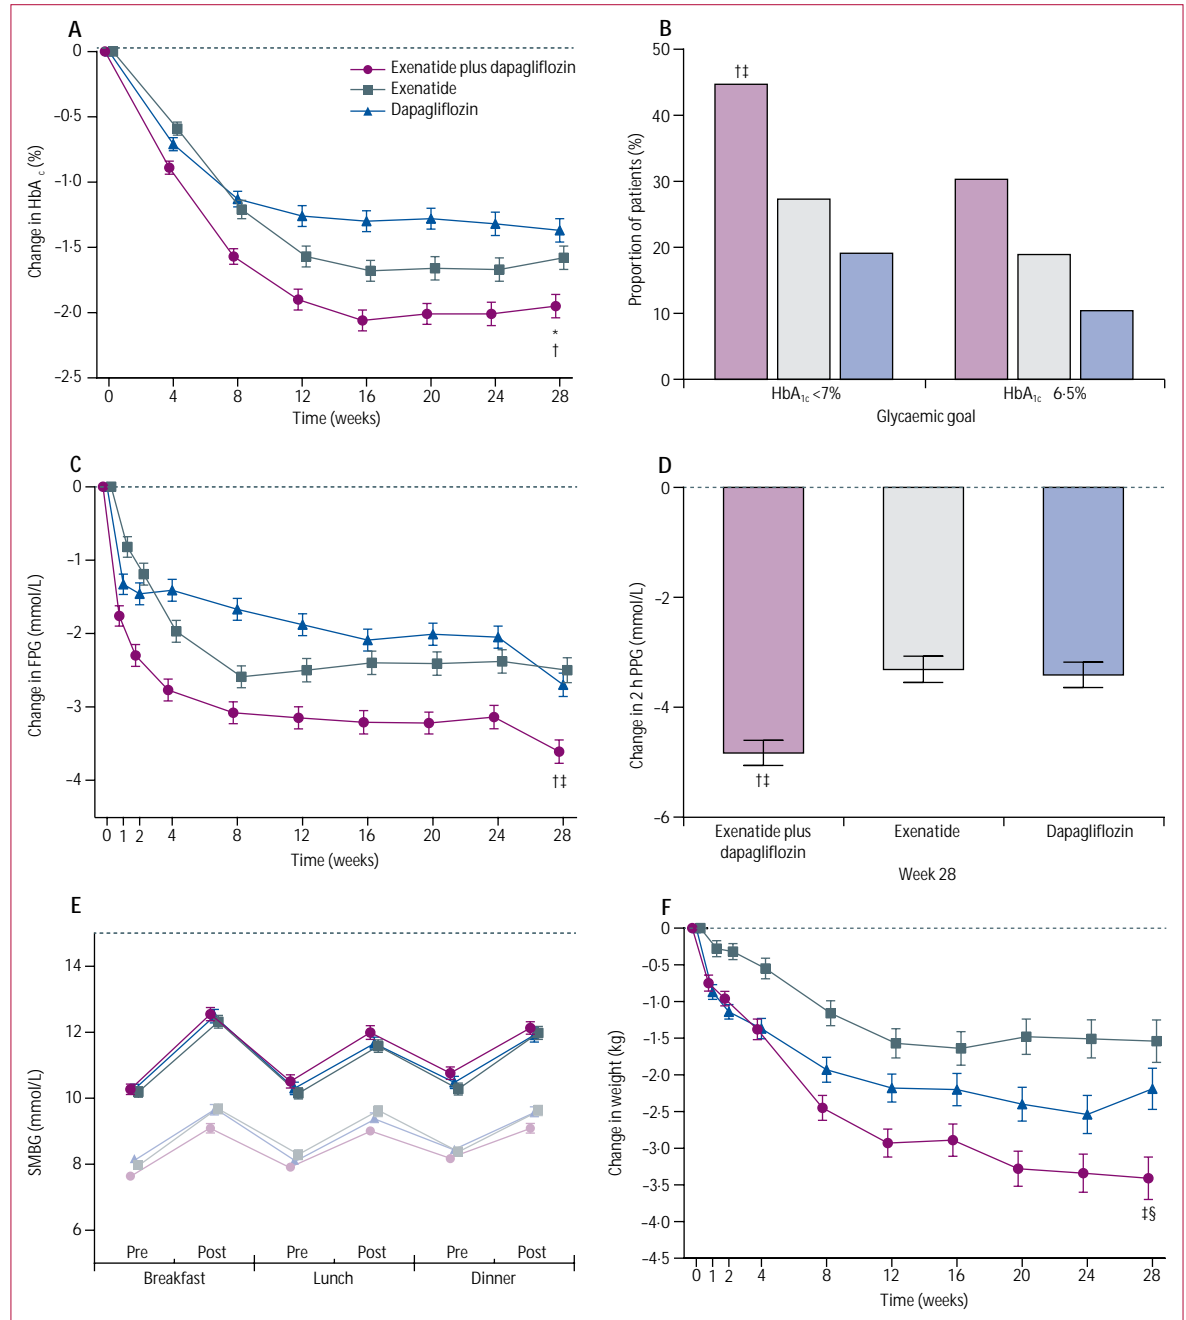 A
Change in HbA c (%)
0
–0·5
–1·0
–1·5
–2·0
–2·5
Exenatide plus dapagliflozin
Exenatide
Dapagliflozin
*
†
0 4 8 12 16 20 24 28
Time (weeks)
B
Proportion of patients (%)
50
40
30
20
10
0
†‡
HbA1c <7% HbA1c 6·5%
Glycaemic goal
C
Change in FPG (mmol/L)
0
–1
–2
–3
–4
†‡
0 1 2 4 8 12 16 20 24 28
Time (weeks)
D
Change in 2 h PPG (mmol/L)
0
–2
–4
–6
†‡
Exenatide plus
dapagliflozin
Exenatide
Dapagliflozin
Week 28
E
SMBG (mmol/L)
14
12
10
8
6
Pre Post Pre Post Pre Post
Breakfast Lunch Dinner
F
Change in weight (kg)
0
–0·5
–1·0
–1·5
–2·0
–2·5
–3·0
–3·5
–4·0
–4·5
‡§
0 1 2 4 8 12 16 20 24 28
Time (weeks)